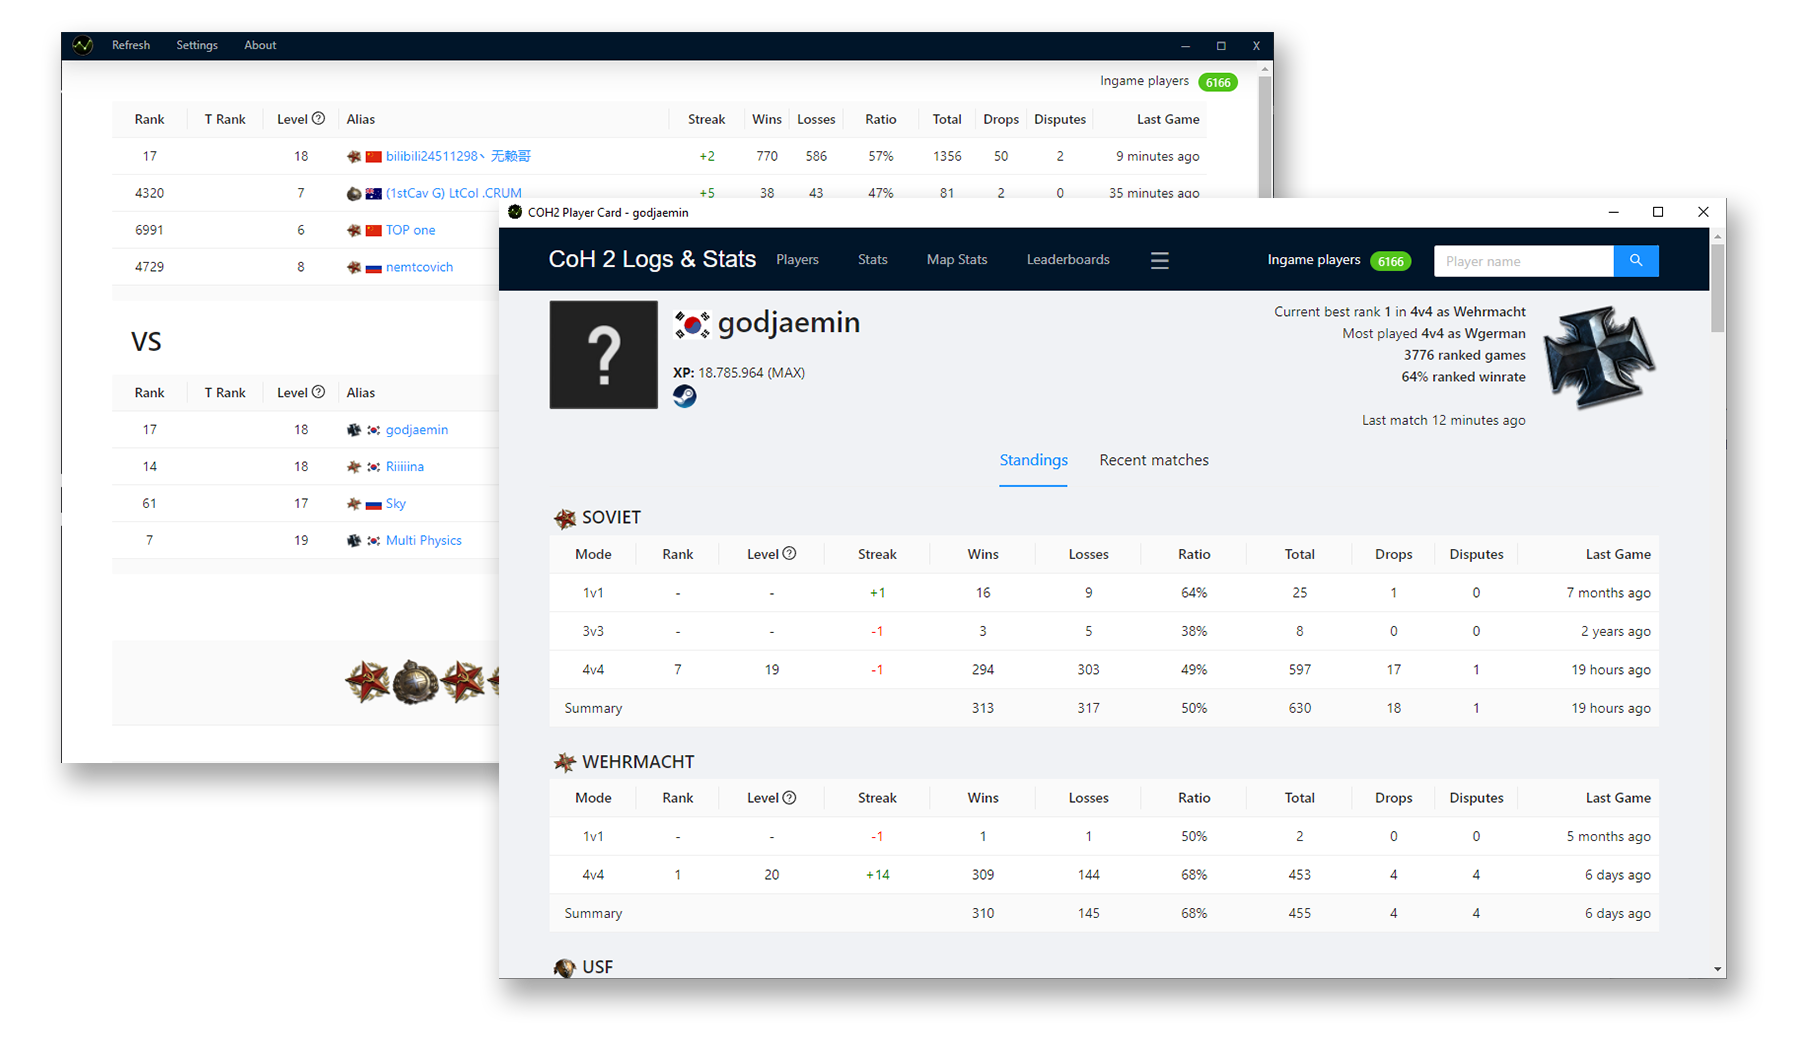 Refresh Settings About
Ingame players 6166
Rank T Rank Level Alias Streak Wins Losses Ratio Total Drops Disputes Last Game
17 18 bilibili24511298丶无赖哥 +2 770 586 57% 1356 50 2 9 minutes ago
4320 7 (1stCav G) LtCol .CRUM +5 38 43 47% 81 2 0 35 minutes ago
6991 6 TOP one
4729 8 nemtcovich
VS
Rank T Rank Level Alias
17 18 godjaemin
14 18 Riiiiina
61 17 Sky
7 19 Multi Physics
COH2 Player Card - godjaemin
CoH 2 Logs & Stats Players Stats Map Stats Leaderboards Ingame players 6166 Player name
godjaemin
XP: 18.785.964 (MAX)
Current best rank 1 in 4v4 as Wehrmacht
Most played 4v4 as Wgerman
3776 ranked games
64% ranked winrate
Last match 12 minutes ago
Standings Recent matches
SOVIET
Mode Rank Level Streak Wins Losses Ratio Total Drops Disputes Last Game
1v1 - - +1 16 9 64% 25 1 0 7 months ago
3v3 - - -1 3 5 38% 8 0 0 2 years ago
4v4 7 19 -1 294 303 49% 597 17 1 19 hours ago
Summary 313 317 50% 630 18 1 19 hours ago
WEHRMACHT
Mode Rank Level Streak Wins Losses Ratio Total Drops Disputes Last Game
1v1 - - -1 1 1 50% 2 0 0 5 months ago
4v4 1 20 +14 309 144 68% 453 4 4 6 days ago
Summary 310 145 68% 455 4 4 6 days ago
USF